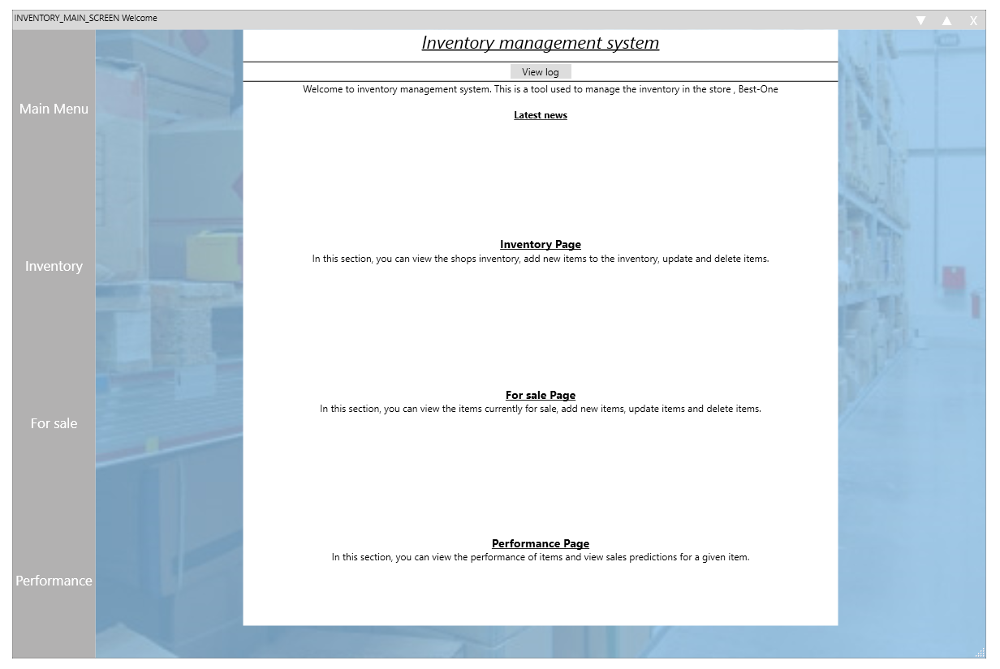 INVENTORY_MAIN_SCREEN Welcome
X
Inventory management system
View log
Welcome to inventory management system. This is a tool used to manage the inventory in the store , Best-One
Latest news
Main Menu
Inventory Page
In this section, you can view the shops inventory, add new items to the inventory, update and delete items.
Inventory
For sale Page
In this section, you can view the items currently for sale, add new items, update items and delete items.
For sale
Performance Page
In this section, you can view the performance of items and view sales predictions for a given item.
Performance